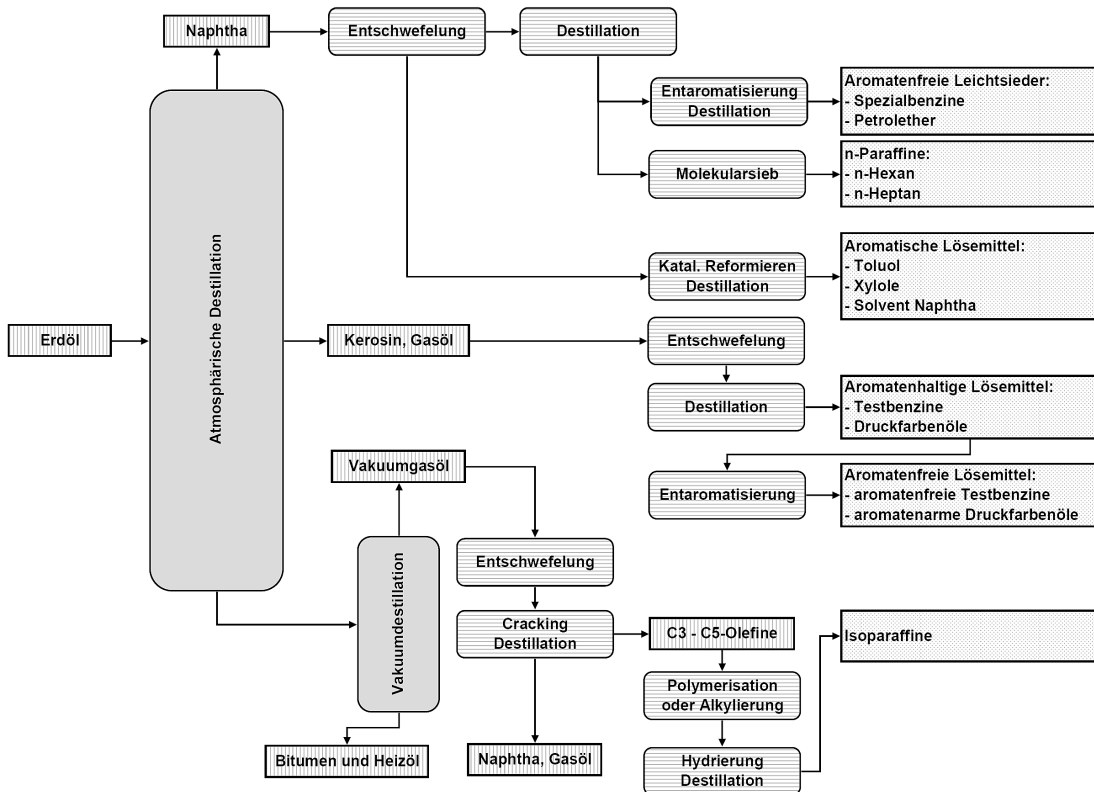 Naphtha
Entschwefelung
Destillation
Entaromatisierung
Destillation
Aromatenfreie Leichtsieder:
- Spezialbenzine
- Petrolether
Molekularsieb
n-Paraffine:
- n-Hexan
- n-Heptan
Katal. Reformieren
Destillation
Aromatische Lösemittel:
- Toluol
- Xylole
- Solvent Naphtha
Erdöl
Atmosphärische Destillation
Kerosin, Gasöl
Entschwefelung
Destillation
Aromatenhaltige Lösemittel:
- Testbenzine
- Druckfarbenöle
Entaromatisierung
Aromatenfreie Lösemittel:
- aromatenfreie Testbenzine
- aromatenarme Druckfarbenöle
Vakuumgasöl
Vakuumdestillation
Entschwefelung
Cracking
Destillation
C3 - C5-Olefine
Isoparaffine
Polymerisation
oder Alkylierung
Bitumen und Heizöl
Naphtha, Gasöl
Hydrierung
Destillation